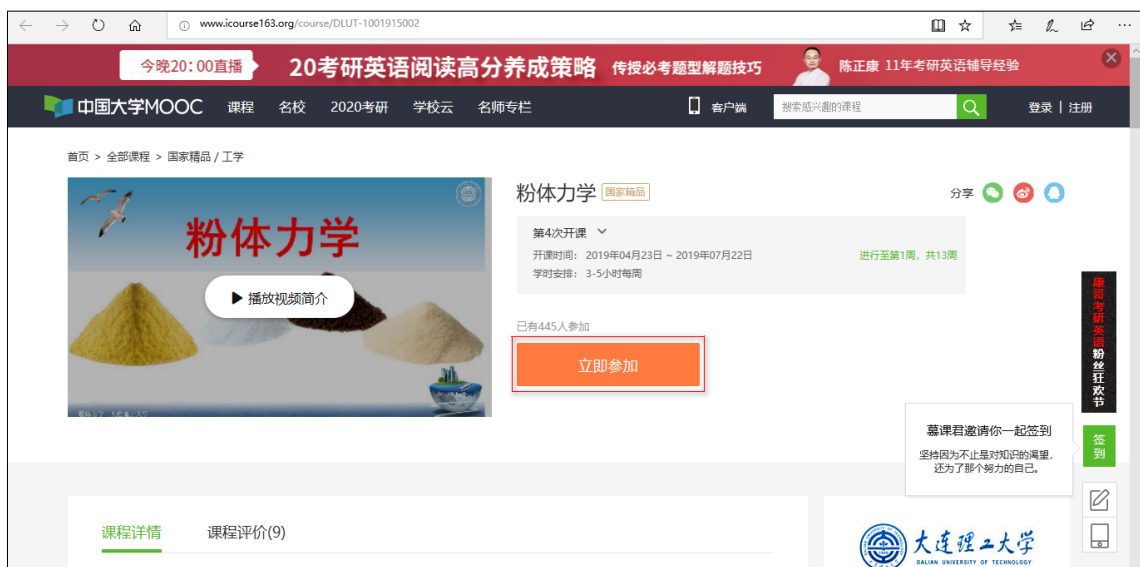 www.icourse163.org/course/DLUT-1001915002
今晚20:00直播 20考研英语阅读高分养成策略 传授必考题型解题技巧 陈正康 11年考研英语辅导经验
中国大学MOOC 课程 名校 2020考研 学校云 名师专栏 客户端 搜索感兴趣的课程 登录 | 注册
首页 > 全部课程 > 国家精品 / 工学
粉体力学
播放视频简介
粉体力学 国家精品 分享
第4次开课
开课时间: 2019年04月23日 ~ 2019年07月22日 进行至第1周, 共13周
学时安排: 3-5小时每周
已有445人参加
立即参加
康哥考研英语粉丝狂欢节
慕课君邀请你一起签到
坚持因为不止是对知识的渴望,
还为了那个努力的自己。
签到
课程详情 课程评价(9)
大连理工大学
DALIAN UNIVERSITY OF TECHNOLOGY